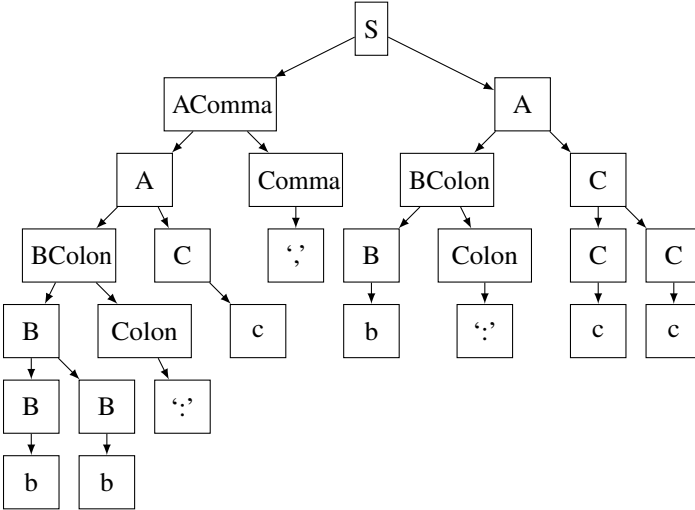 S
AComma A
A Comma BColon C
BColon C ‘,’ B Colon C C
B Colon c b ‘:’ c c
B B ‘:’
b b